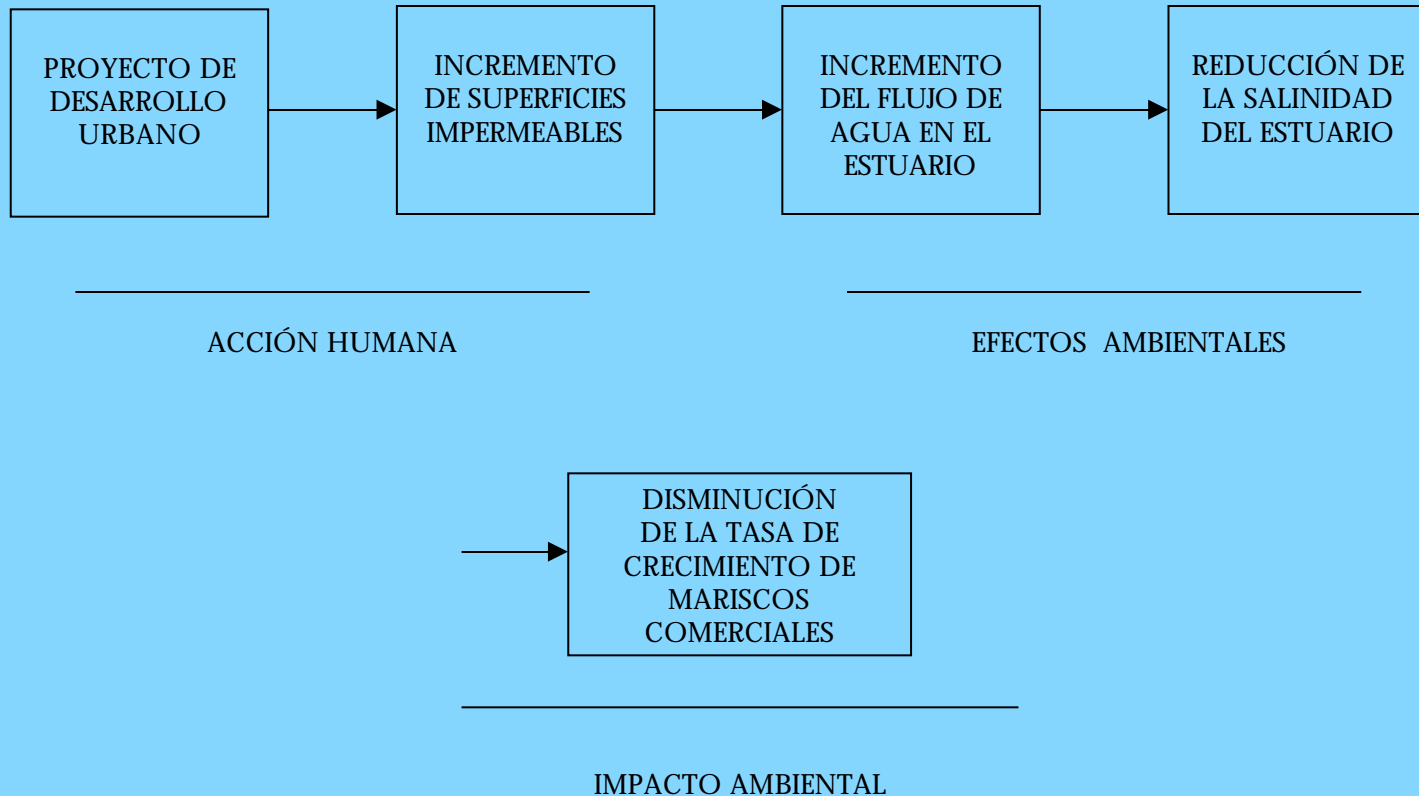 PROYECTO DE
DESARROLLO
URBANO
INCREMENTO
DE SUPERFICIES
IMPERMEABLES
INCREMENTO
DEL FLUJO DE
AGUA EN EL
ESTUARIO
REDUCCIÓN DE
LA SALINIDAD
DEL ESTUARIO
ACCIÓN HUMANA
EFECTOS AMBIENTALES
DISMINUCIÓN
DE LA TASA DE
CRECIMIENTO DE
MARISCOS
COMERCIALES
IMPACTO AMBIENTAL